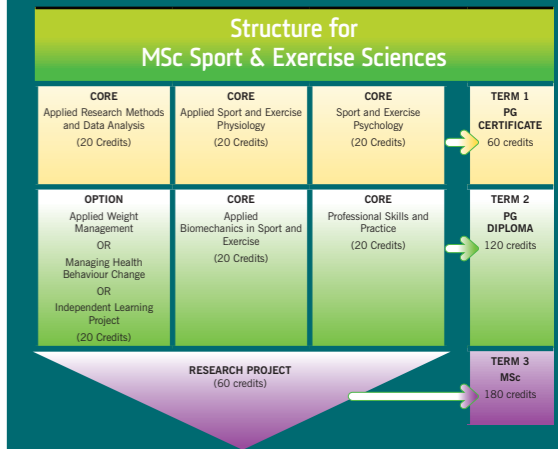 Structure for
MSc Sport & Exercise Sciences
CORE
Applied Research Methods
and Data Analysis
(20 Credits)
CORE
Applied Sport and Exercise
Physiology
(20 Credits)
CORE
Sport and Exercise
Psychology
(20 Credits)
TERM 1
PG
CERTIFICATE
60 credits
OPTION
Applied Weight
Management
OR
Managing Health
Behaviour Change
OR
Independent Learning
Project
(20 Credits)
CORE
Applied
Biomechanics in Sport and
Exercise
(20 Credits)
CORE
Professional Skills and
Practice
(20 Credits)
TERM 2
PG
DIPLOMA
120 credits
RESEARCH PROJECT
(60 credits)
TERM 3
MSc
180 credits